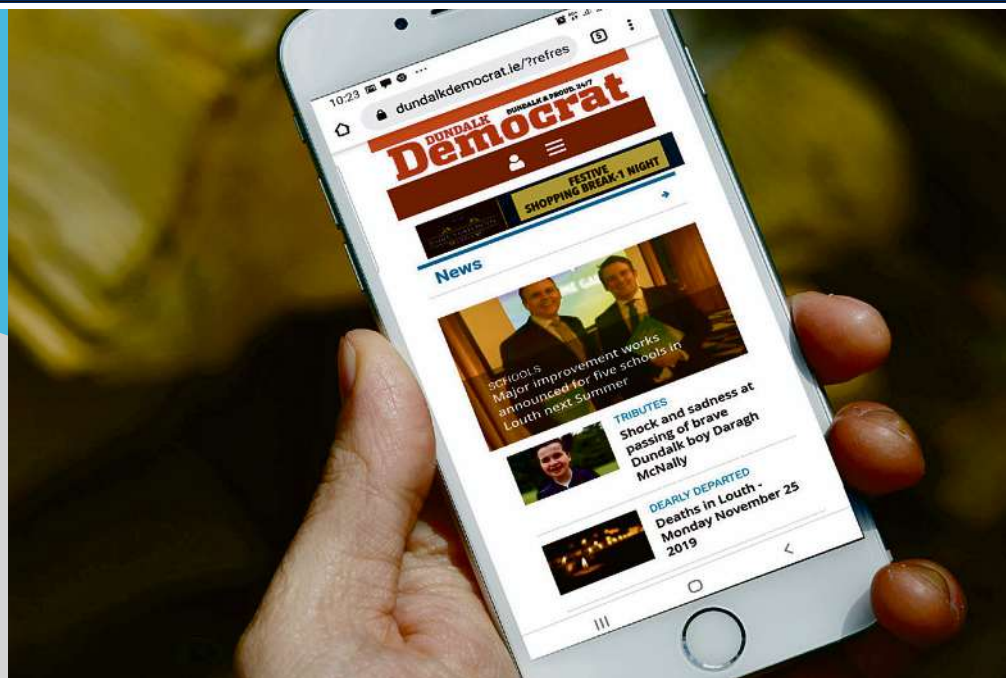 10:23
dundalkdemocrat.ie/?refres
5
DUNDALK
DUNDALK & PROUD. 24/7
Democrat
FESTIVE
SHOPPING BREAK-1 NIGHT
News
SCHOOLS
Major improvement works
announced for five schools in
Louth next Summer
TRIBUTES
Shock and sadness at
passing of brave
Dundalk boy Daragh
McNally
DEARLY DEPARTED
Deaths in Louth -
Monday November 25
2019